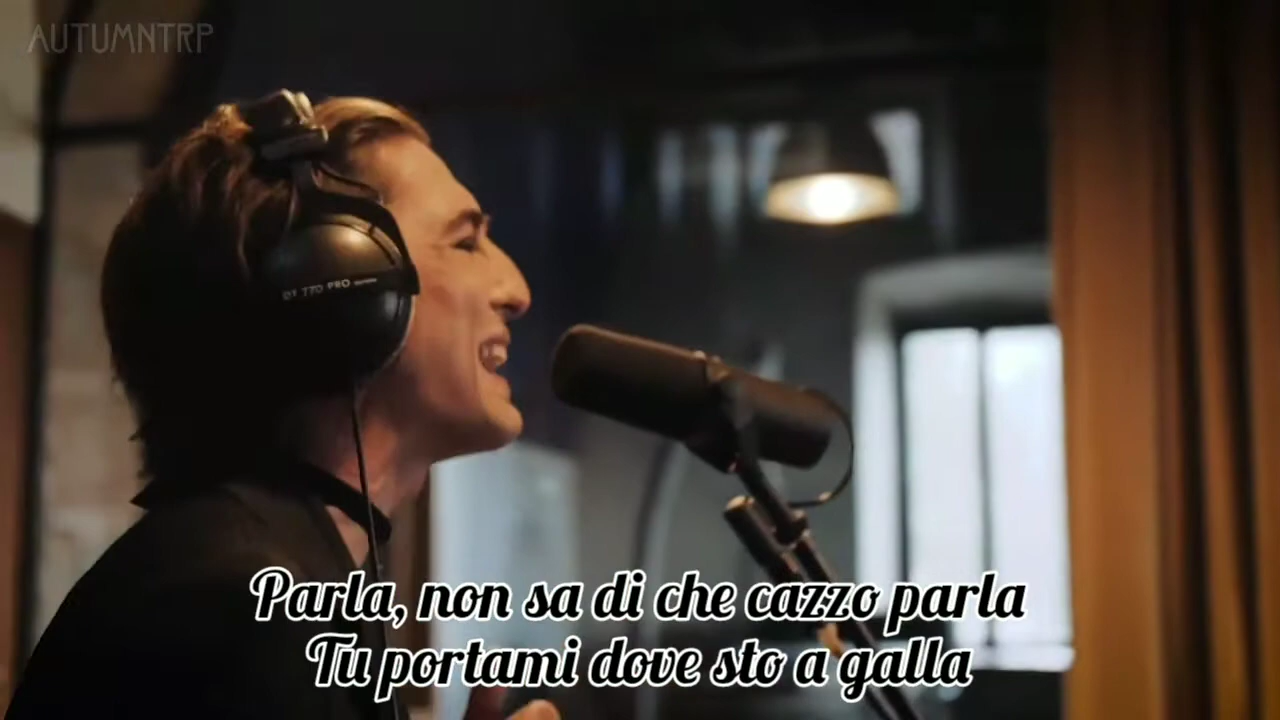 AUTUMNTRP
DT 770 PRO
Parla, non sa di che cazzo parla
Tu portami dove sto a galla